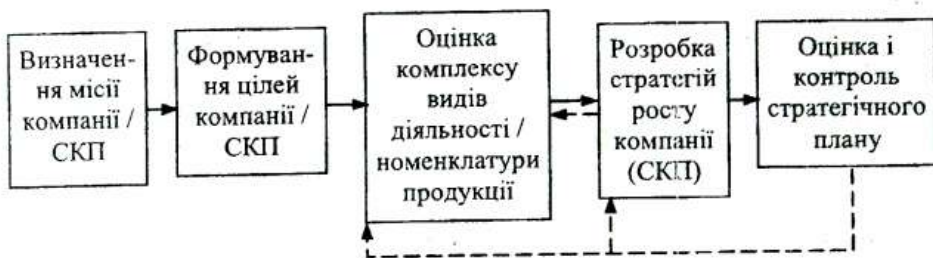 Визначен-
ня місії
компанії /
СКП
Формуван-
ня цілей
компанії /
СКП
Оцінка
комплексу
видів
діяльності /
номенклатури
продукції
Розробка
стратегій
росту
компанії
(СКП)
Оцінка і
контроль
стратегічного
плану